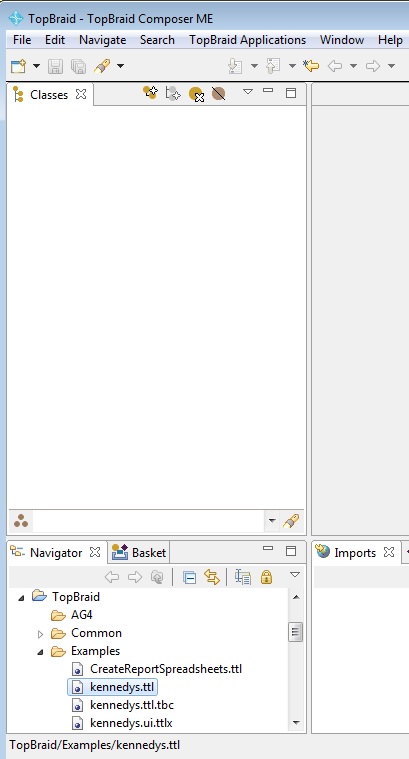 TopBraid - TopBraid Composer ME
File Edit Navigate Search TopBraid Applications Window Help
Classes
Navigator Basket
Imports
TopBraid
AG4
Common
Examples
CreateReportSpreadsheets.ttl
kennedys.ttl
kennedys.ttl.tbc
kennedys.ui.ttlx
TopBraid/Examples/kennedys.ttl